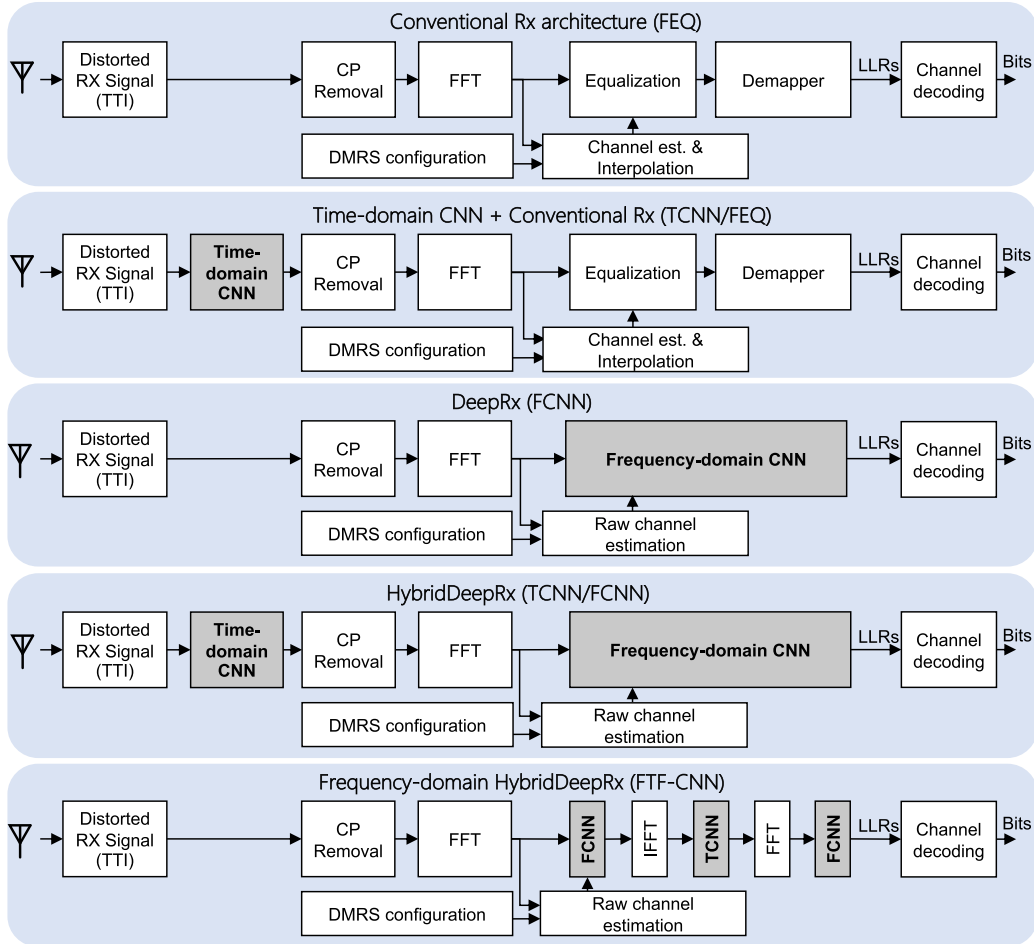 Conventional Rx architecture (FEQ)
Distorted
RX Signal
(TTI)
CP
Removal
FFT
Equalization
Demapper
LLRs
Channel
decoding
Bits
DMRS configuration
Channel est. &
Interpolation
Time-domain CNN + Conventional Rx (TCNN/FEQ)
Distorted
RX Signal
(TTI)
Time-
domain
CNN
CP
Removal
FFT
Equalization
Demapper
LLRs
Channel
decoding
Bits
DMRS configuration
Channel est. &
Interpolation
DeepRx (FCNN)
Distorted
RX Signal
(TTI)
CP
Removal
FFT
Frequency-domain CNN
LLRs
Channel
decoding
Bits
DMRS configuration
Raw channel
estimation
HybridDeepRx (TCNN/FCNN)
Distorted
RX Signal
(TTI)
Time-
domain
CNN
CP
Removal
FFT
Frequency-domain CNN
LLRs
Channel
decoding
Bits
DMRS configuration
Raw channel
estimation
Frequency-domain HybridDeepRx (FTF-CNN)
Distorted
RX Signal
(TTI)
CP
Removal
FFT
FCNN
IFFT
TCNN
FFT
FCNN
LLRs
Channel
decoding
Bits
DMRS configuration
Raw channel
estimation